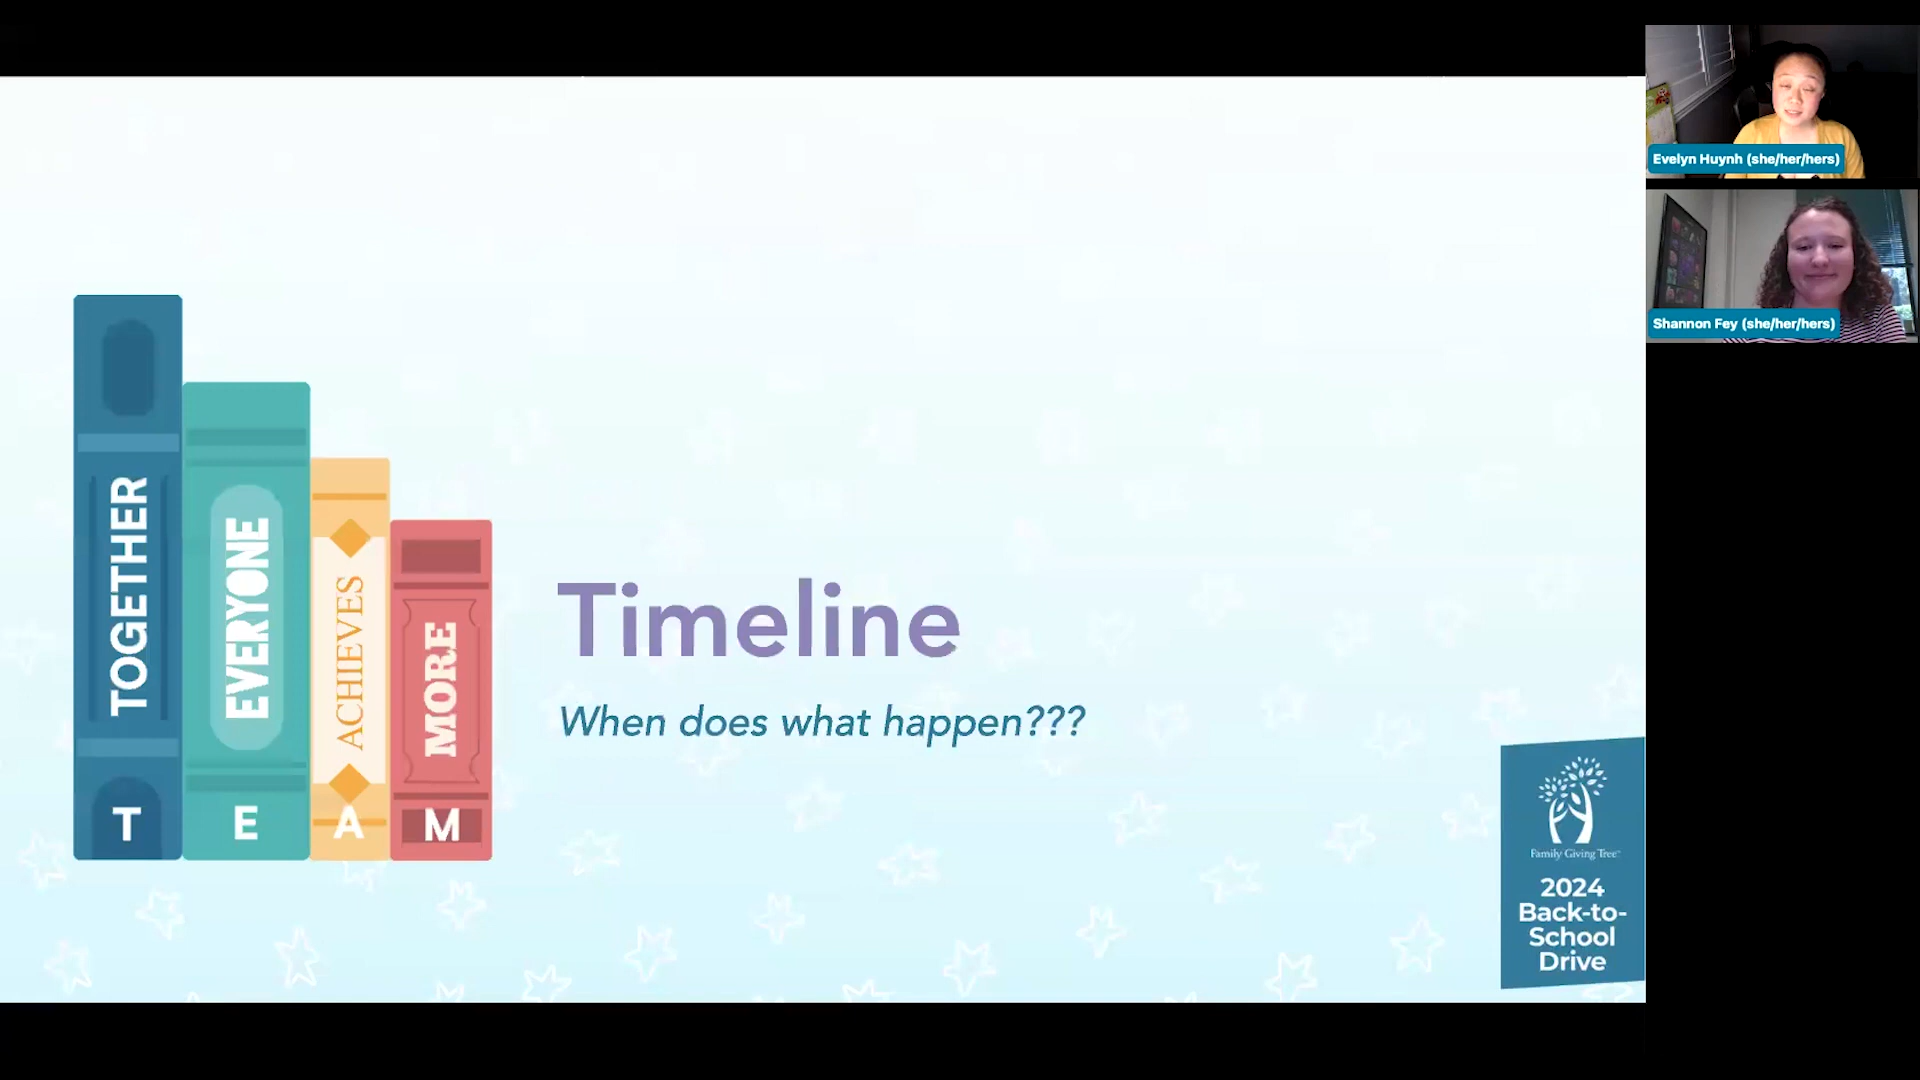 TOGETHER
EVERYONE
ACHIEVES
MORE
T E A M
Timeline
When does what happen???
Family Giving Tree
2024
Back-to-
School
Drive
Evelyn Huynh (she/her/hers)
Shannon Fey (she/her/hers)